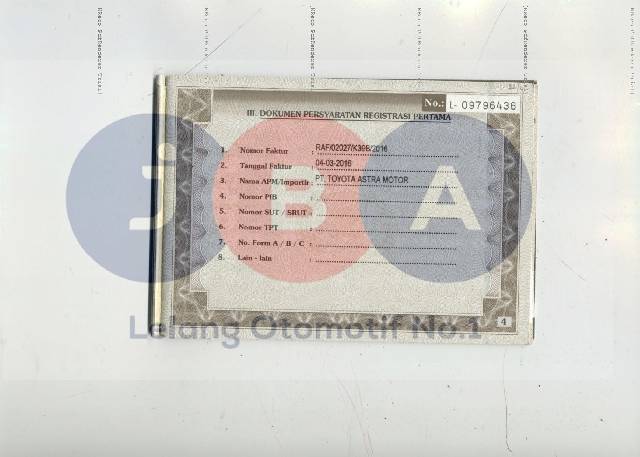 No.: L- 09796436
III. DOKUMEN PERSYARATAN REGISTRASI PERTAMA
1. Nomor Faktur : RAF/02027/K39B/2016
2. Tanggal Faktur : 04-03-2016
3. Nama APM/Importir : PT. TOYOTA ASTRA MOTOR
4. Nomor PIB :
5. Nomor SUT / SRUT :
6. Nomor TPT :
7. No. Form A / B / C :
8. Lain - lain :
jBA
Lelang Otomotif No.1
4